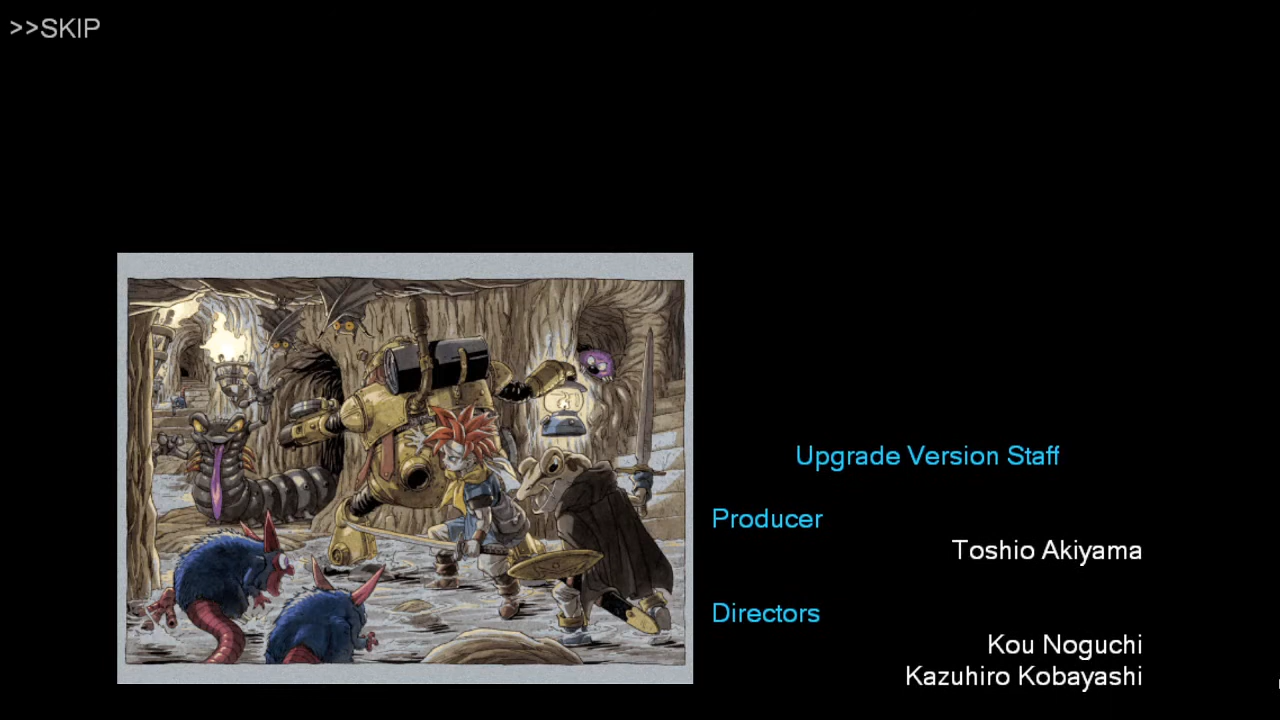 >>SKIP
Upgrade Version Staff
Producer
Toshio Akiyama
Directors
Kou Noguchi
Kazuhiro Kobayashi